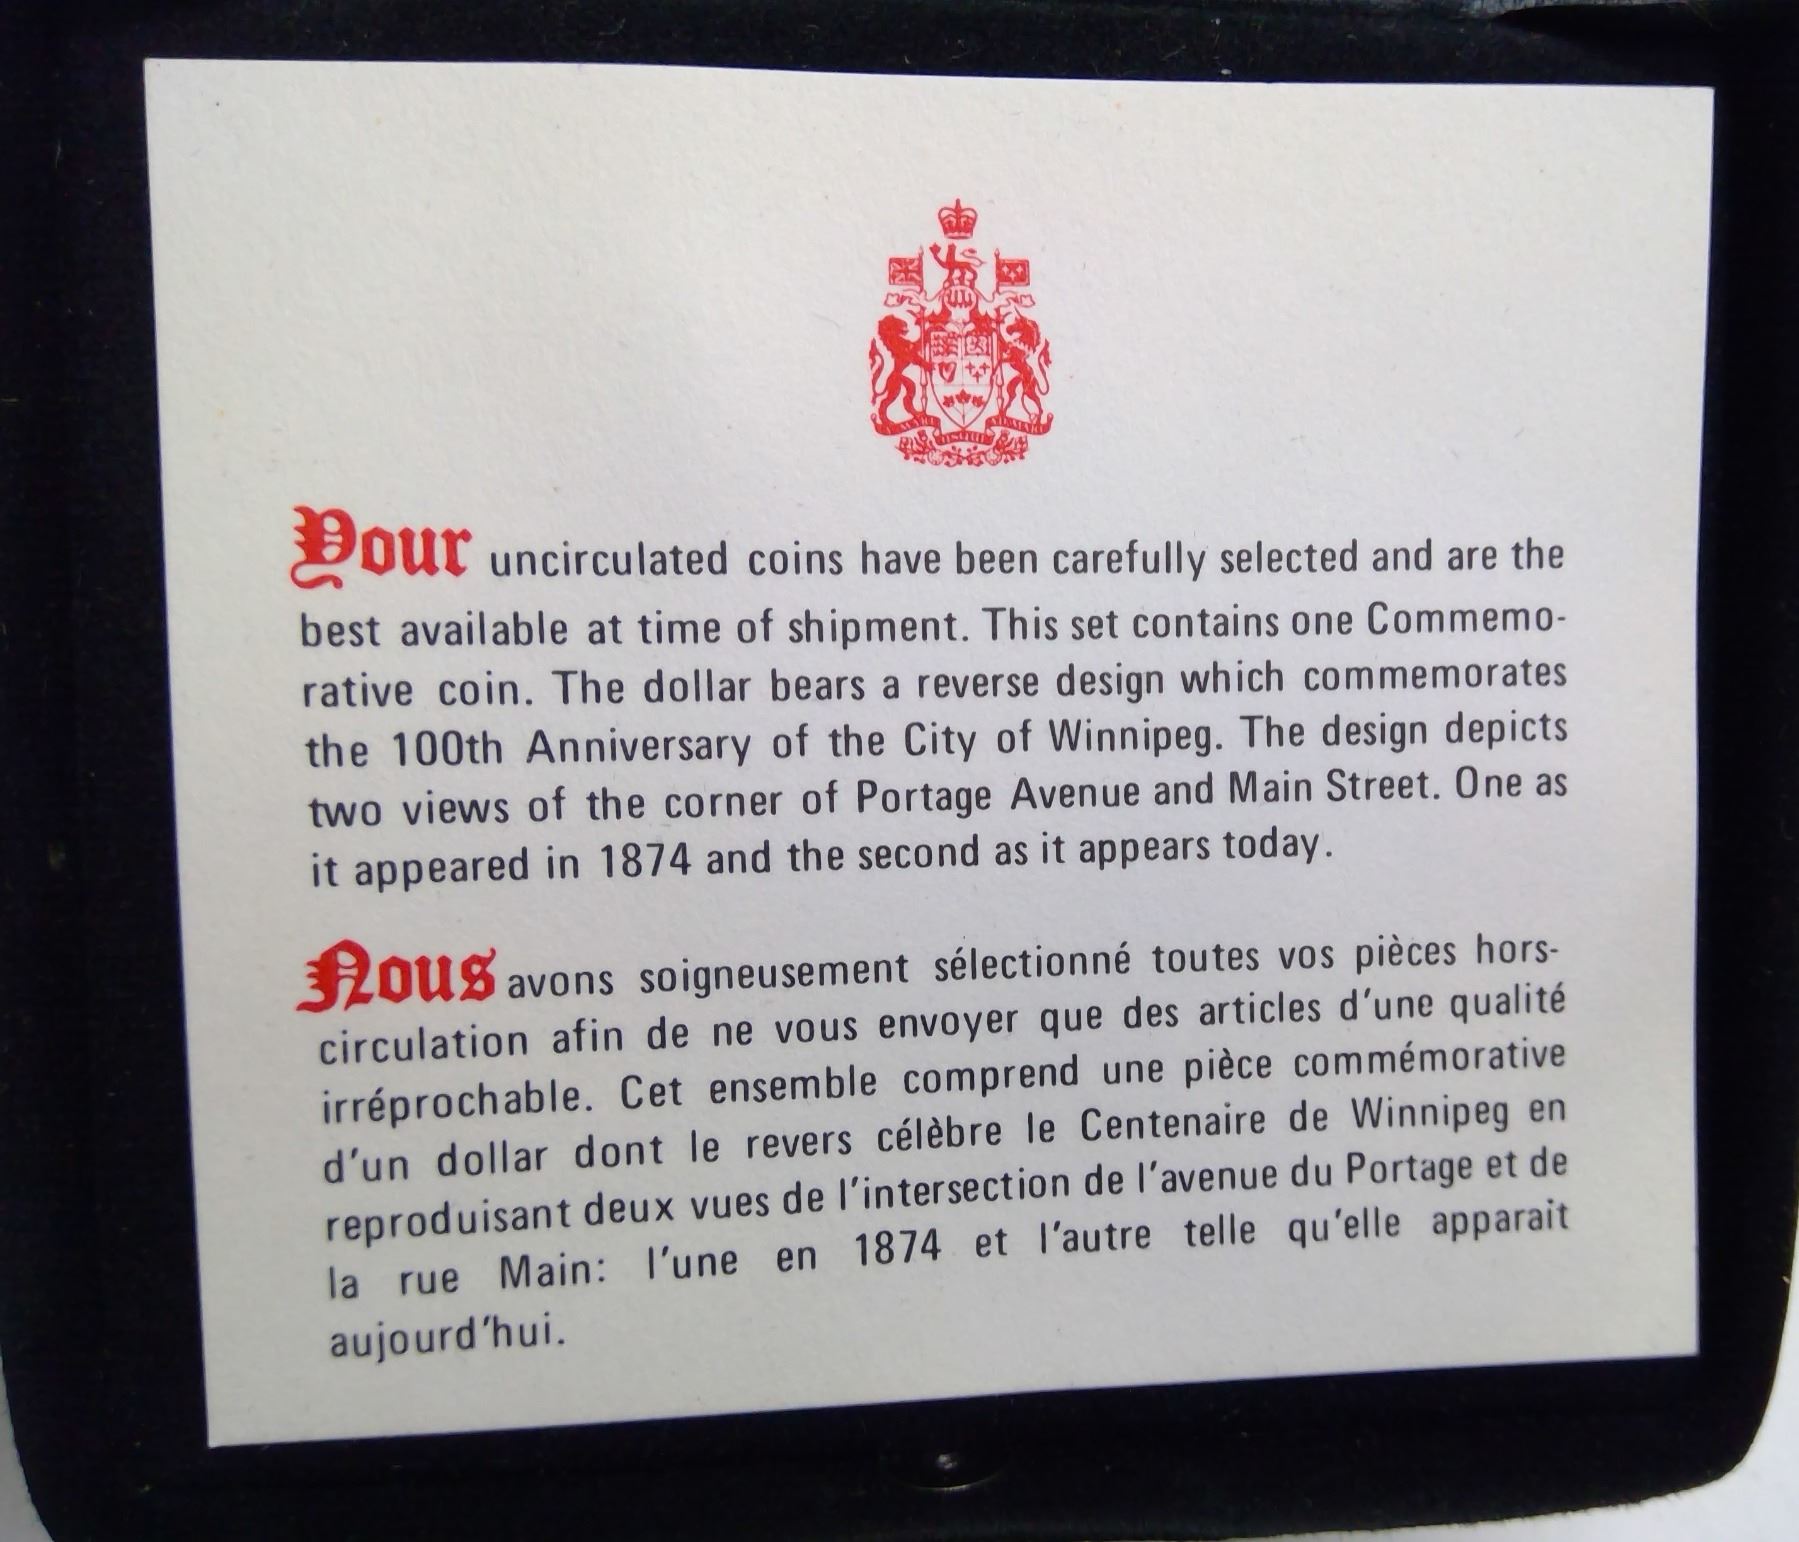 Your uncirculated coins have been carefully selected and are the
best available at time of shipment. This set contains one Commemo-
rative coin. The dollar bears a reverse design which commemorates
the 100th Anniversary of the City of Winnipeg. The design depicts
two views of the corner of Portage Avenue and Main Street. One as
it appeared in 1874 and the second as it appears today.
Nous avons soigneusement sélectionné toutes vos pièces hors-
circulation afin de ne vous envoyer que des articles d'une qualité
irréprochable. Cet ensemble comprend une pièce commémorative
d'un dollar dont le revers célèbre le Centenaire de Winnipeg en
reproduisant deux vues de l'intersection de l'avenue du Portage et de
la rue Main: l'une en 1874 et l'autre telle qu'elle apparait
aujourd'hui.